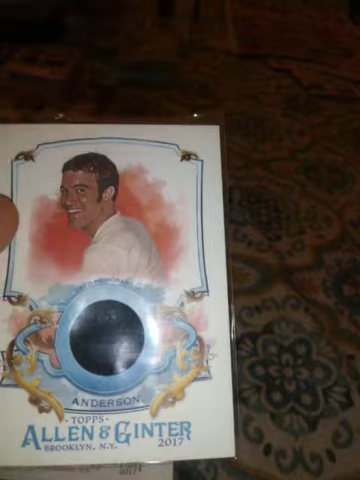 ANDERSON
·TOPPS·
ALLEN & GINTER
BROOKLYN, N.Y. 2017